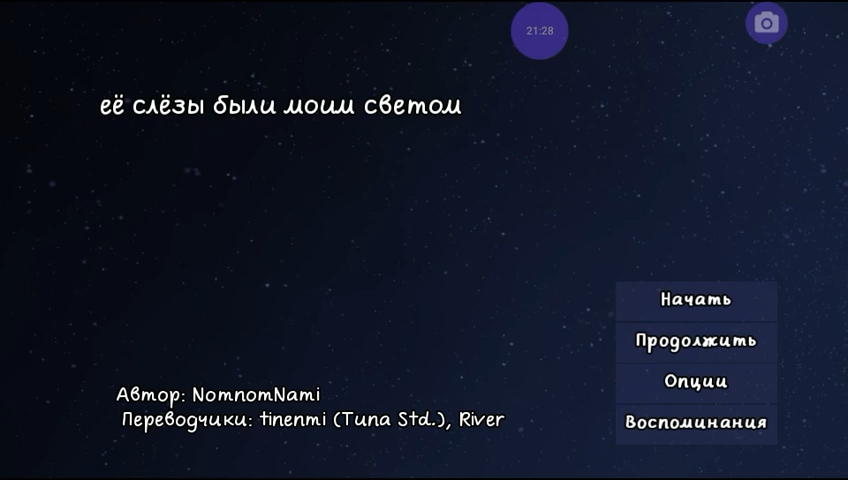 21:28
её слёзы были моим светом
Начать
Продолжить
Опции
Автор: NomnomNami
Переводчики: tinenmi (Tuna Std.), River
Воспоминания